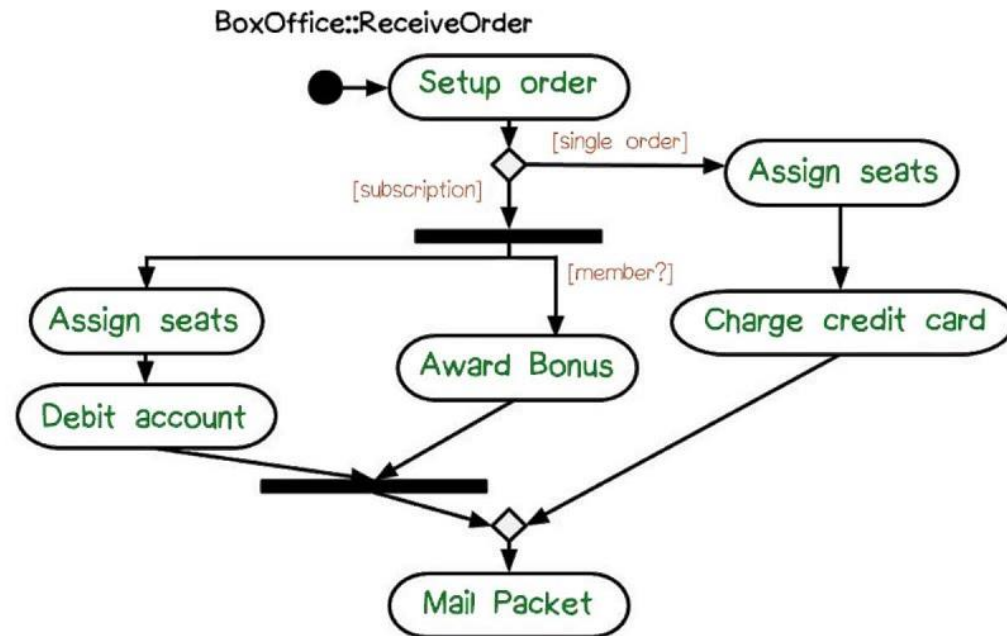 BoxOffice::ReceiveOrder
Setup order
[single order]
Assign seats
[subscription]
[member?]
Assign seats
Charge credit card
Award Bonus
Debit account
Mail Packet